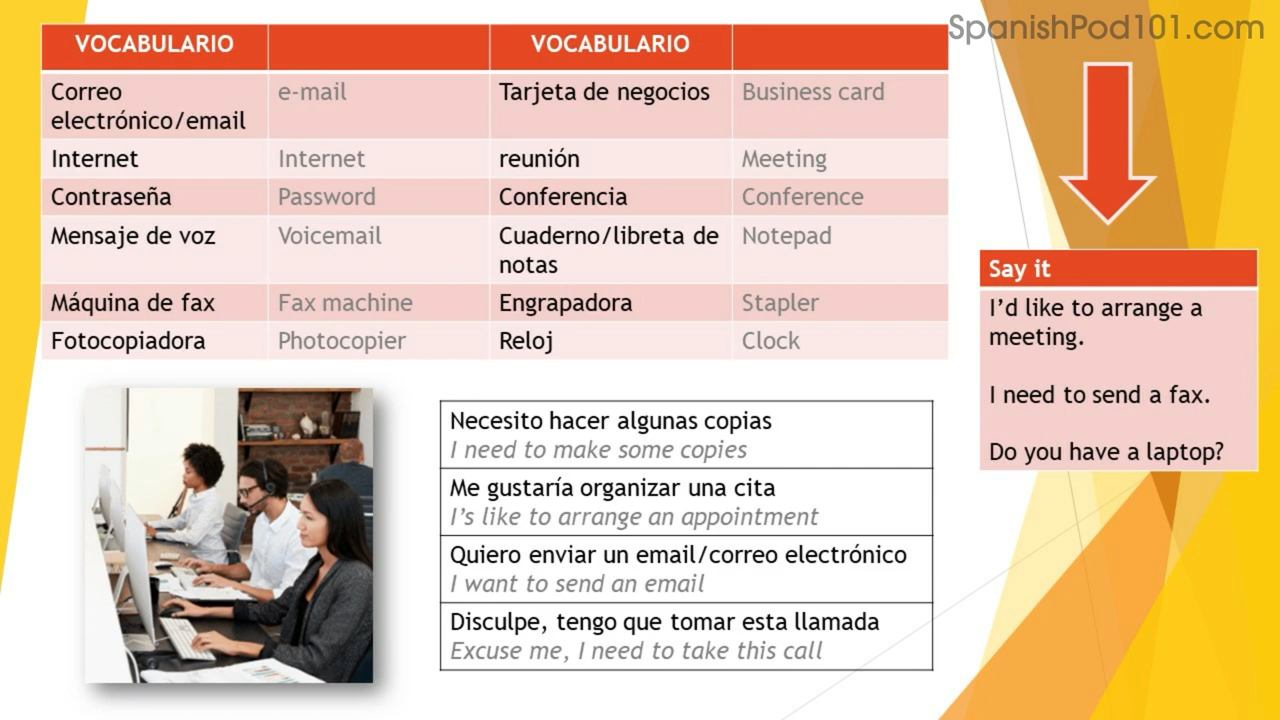 SpanishPod101.com
VOCABULARIO VOCABULARIO
Correo e-mail Tarjeta de negocios Business card
electrónico/email
Internet Internet reunión Meeting
Contraseña Password Conferencia Conference
Mensaje de voz Voicemail Cuaderno/libreta de Notepad
notas
Máquina de fax Fax machine Engrapadora Stapler
Fotocopiadora Photocopier Reloj Clock
Say it
I'd like to arrange a
meeting.
I need to send a fax.
Do you have a laptop?
Necesito hacer algunas copias
I need to make some copies
Me gustaría organizar una cita
I's like to arrange an appointment
Quiero enviar un email/correo electrónico
I want to send an email
Disculpe, tengo que tomar esta llamada
Excuse me, I need to take this call